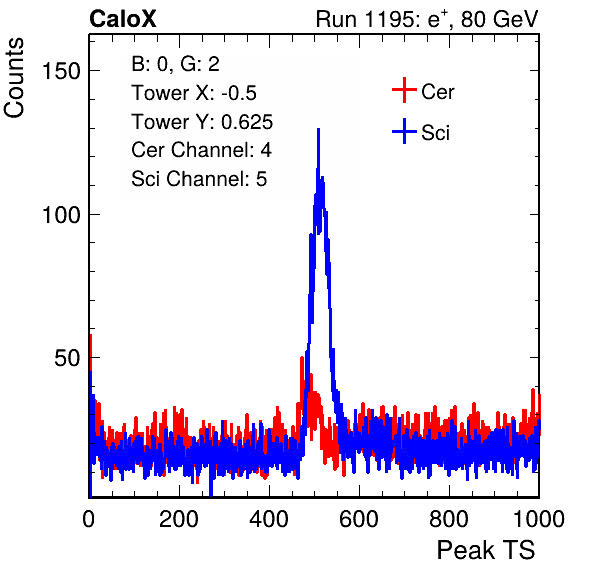 CaloX Run 1195: e⁺, 80 GeV
Counts
B: 0, G: 2
Tower X: -0.5
Tower Y: 0.625
Cer Channel: 4
Sci Channel: 5
Cer
Sci
150
100
50
0 200 400 600 800 1000
Peak TS